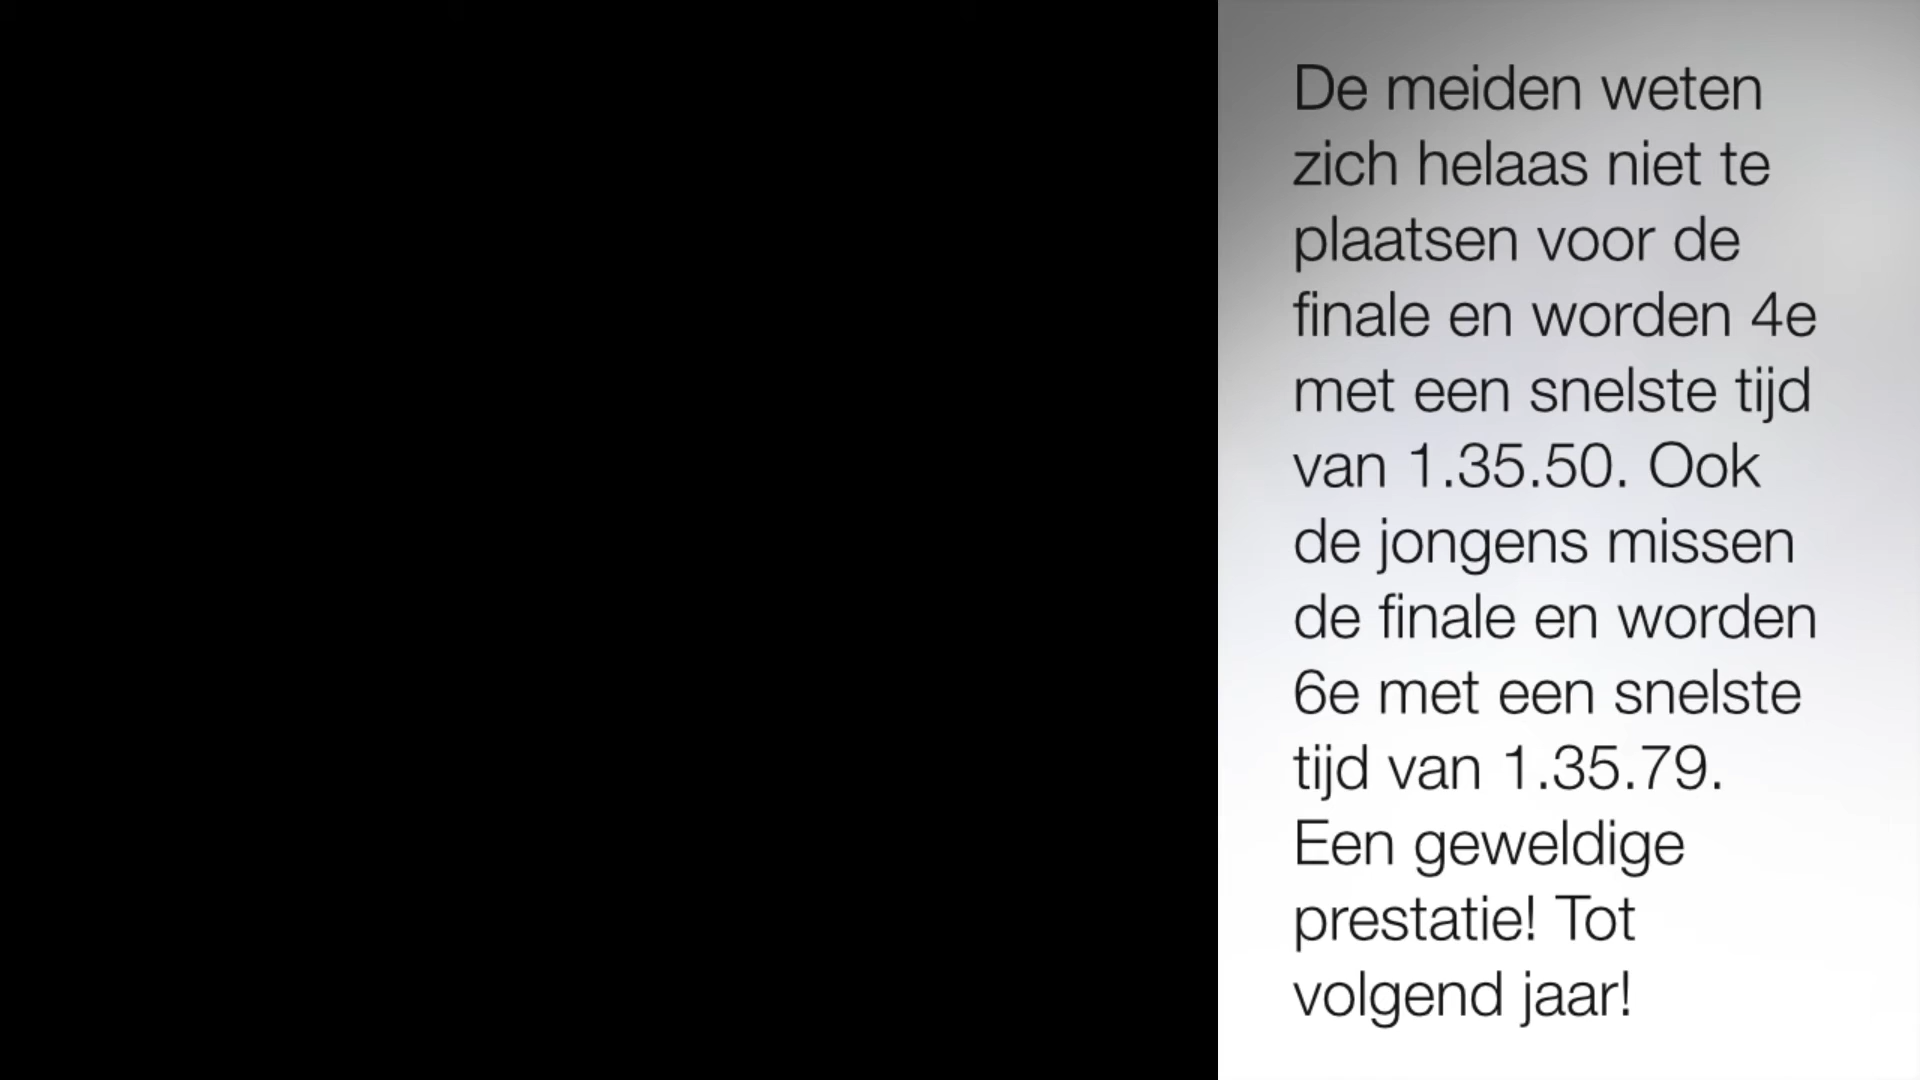 De meiden weten
zich helaas niet te
plaatsen voor de
finale en worden 4e
met een snelste tijd
van 1.35.50. Ook
de jongens missen
de finale en worden
6e met een snelste
tijd van 1.35.79.
Een geweldige
prestatie! Tot
volgend jaar!